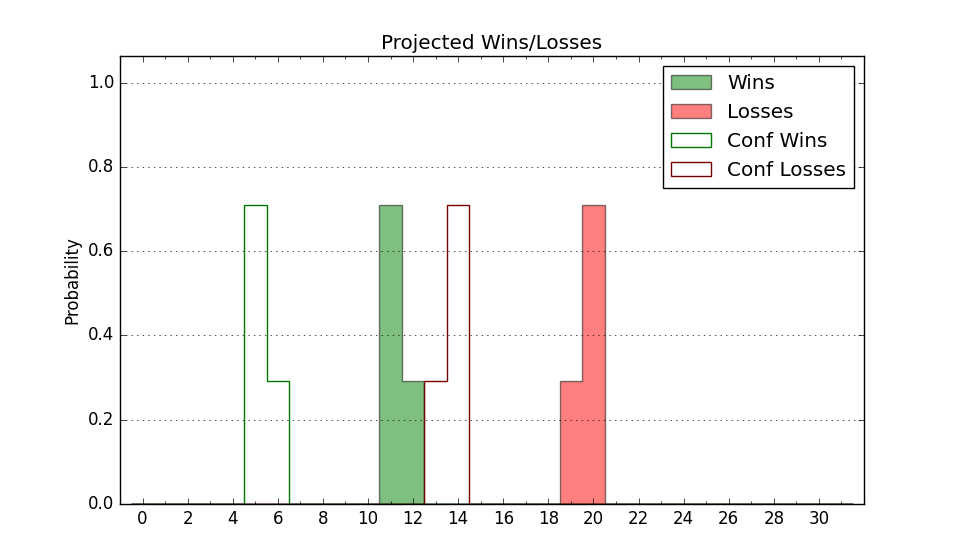 Projected Wins/Losses
1.0
0.8
0.6
0.4
0.2
0.0
Probability
Wins
Losses
Conf Wins
Conf Losses
0 2 4 6 8 10 12 14 16 18 20 22 24 26 28 30